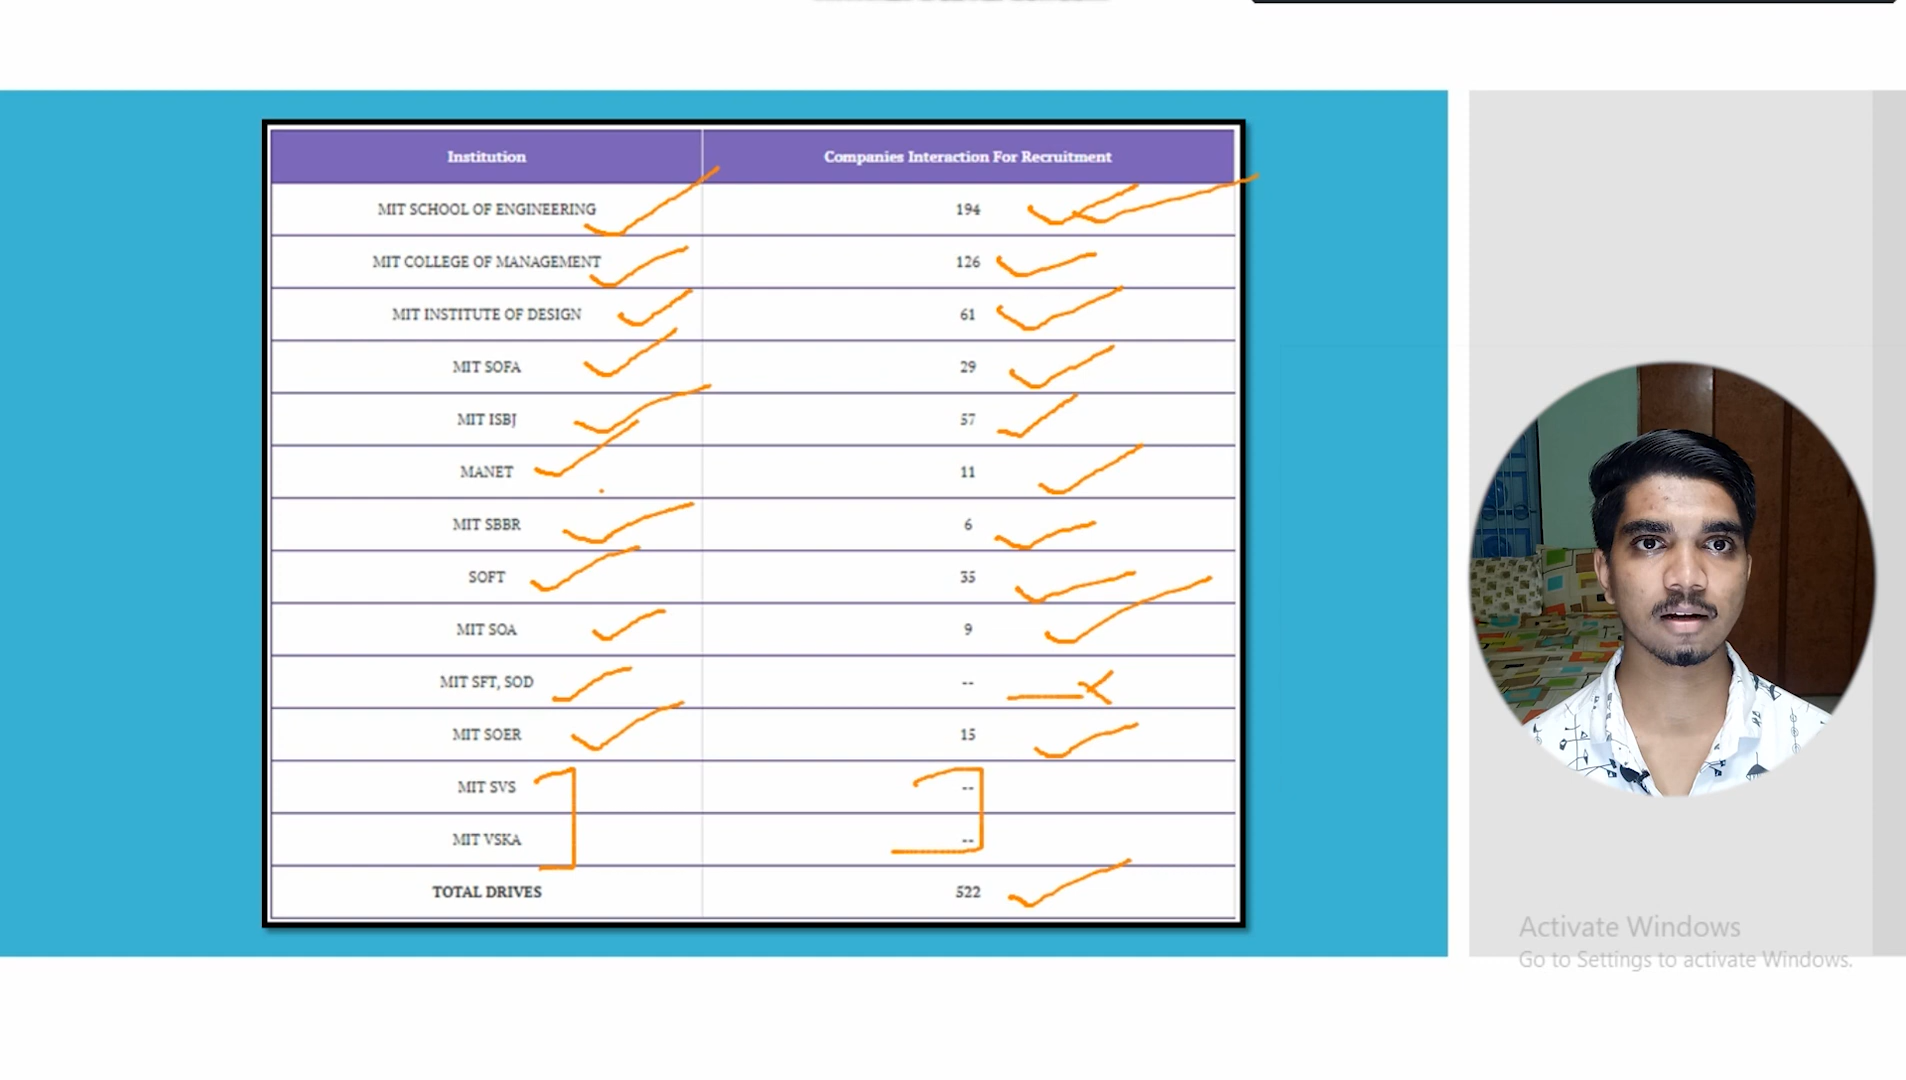 Institution Companies Interaction For Recruitment
MIT SCHOOL OF ENGINEERING 194
MIT COLLEGE OF MANAGEMENT 126
MIT INSTITUTE OF DESIGN 61
MIT SOFA 29
MIT ISBJ 57
MANET 11
MIT SBBR 6
SOFT 35
MIT SOA 9
MIT SFT, SOD --
MIT SOER 15
MIT SVS --
MIT VSKA --
TOTAL DRIVES 522
Activate Windows
Go to Settings to activate Windows.